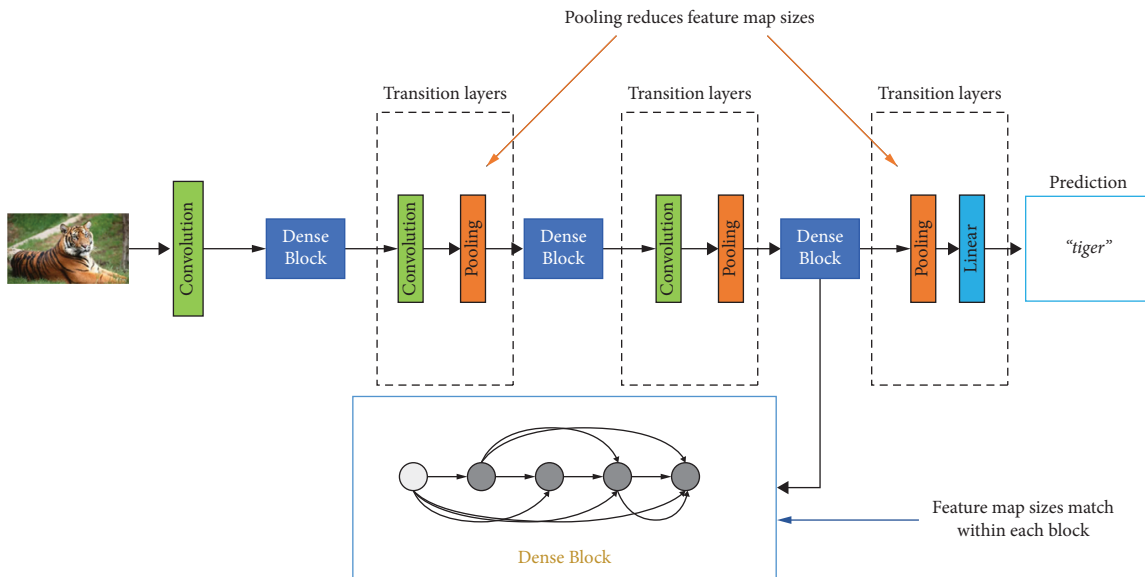 Pooling reduces feature map sizes
Transition layers
Transition layers
Transition layers
Prediction
Convolution
Dense
Block
Convolution
Pooling
Dense
Block
Convolution
Pooling
Dense
Block
Pooling
Linear
“tiger”
Feature map sizes match
within each block
Dense Block